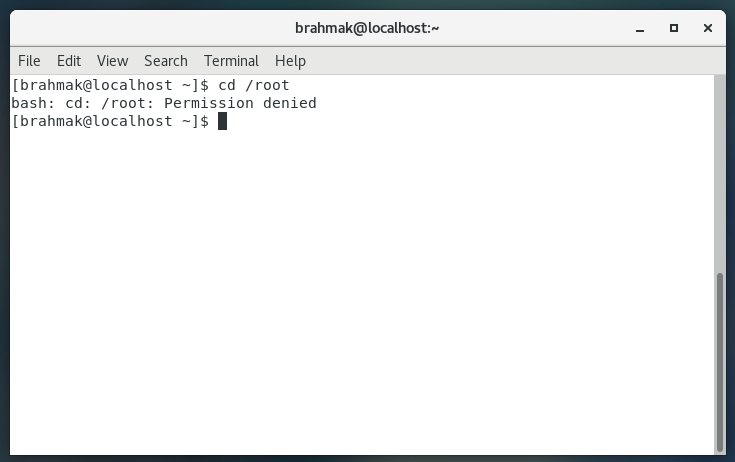 brahmak@localhost:~
File Edit View Search Terminal Help
[brahmak@localhost ~]$ cd /root
bash: cd: /root: Permission denied
[brahmak@localhost ~]$